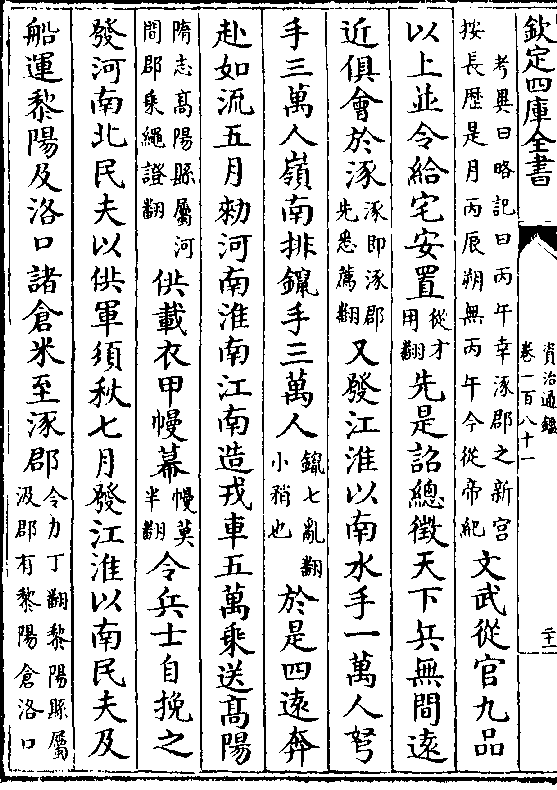 欽定四庫全書
資治通鑑
卷一百八十一
考異曰略記曰丙午幸涿郡之新宮
按長歷是月丙辰朔無丙午今從帝紀
文武從官九品
以上並令給宅安置
從才
用翻
先是詔總徵天下兵無問遠
近俱會於涿
涿即涿郡
先悉薦翻
又發江淮以南水手一萬人弩
手三萬人嶺南排鑹手三萬人
鑹七亂翻
小矟也
於是四遠奔
赴如流五月勑河南淮南江南造戎車五萬乘送髙陽
隋志髙陽縣屬河
間郡乘繩證翻
供載衣甲幔幕
幔莫
半翻
令兵士自挽之
發河南北民夫以供軍須秋七月發江淮以南民夫及
船運黎陽及洛口諸倉米至涿郡
令力丁翻黎陽縣屬
汲郡有黎陽倉洛口